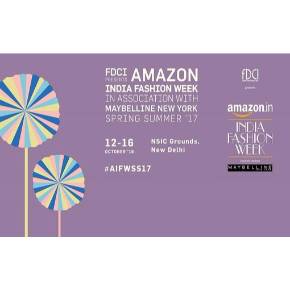 FDCI
PRESENTS AMAZON
INDIA FASHION WEEK
IN ASSOCIATION WITH
MAYBELLINE NEW YORK
SPRING SUMMER '17
12-16
OCTOBER '16
NSIC Grounds,
New Delhi
#AIFWSS17
FDCI
presents
amazon.in
INDIA
FASHION
WEEK
MAYBELLINE